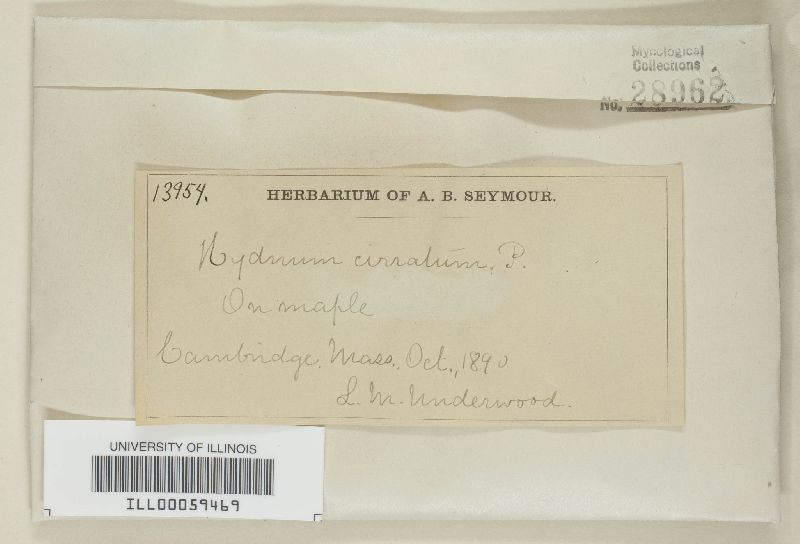 Mycological
Collections
No. 28962
13954. HERBARIUM OF A. B. SEYMOUR.
Hydnum cirratum, P.
On maple
Cambridge, Mass., Oct., 1890
L. M. Underwood.
UNIVERSITY OF ILLINOIS
ILL00059469